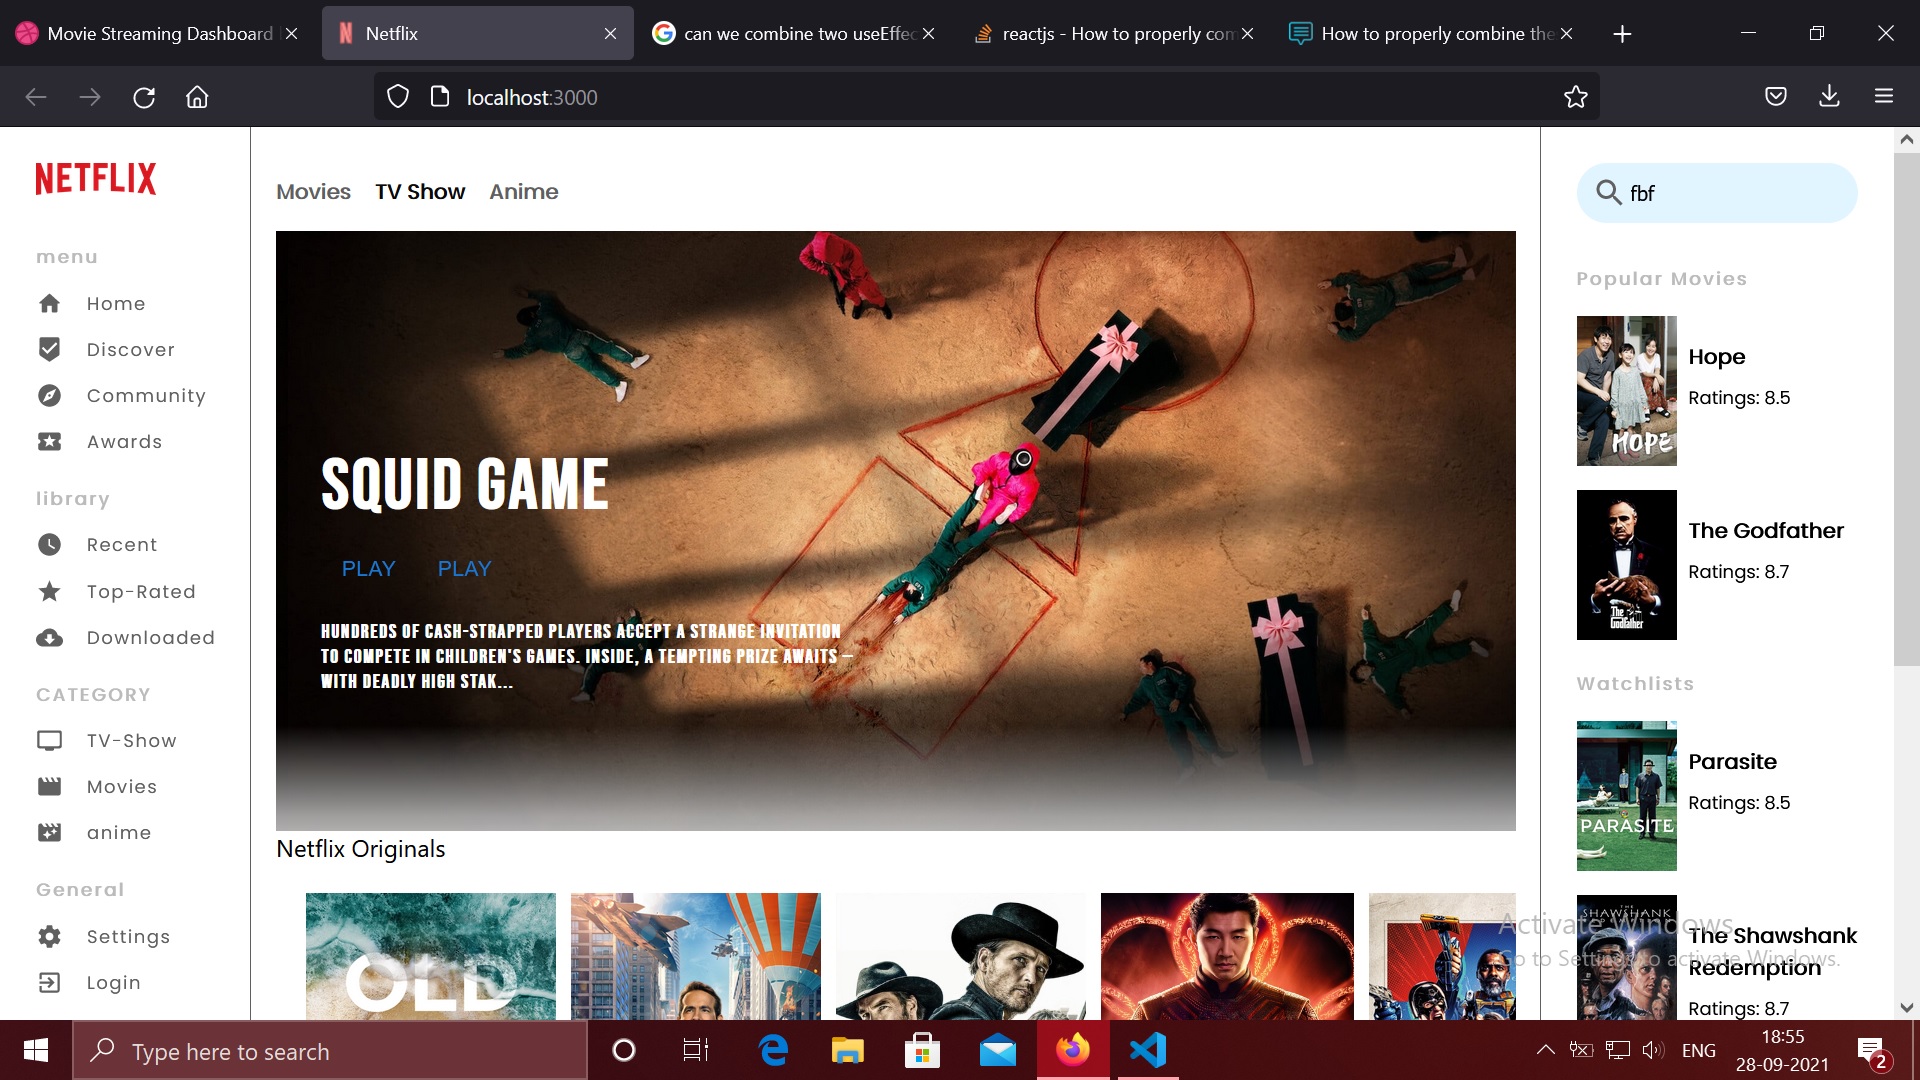 Movie Streaming Dashboard
Netflix
can we combine two useEffec
reactjs - How to properly com
How to properly combine the
localhost:3000
NETFLIX
menu
Home
Discover
Community
Awards
library
Recent
Top-Rated
Downloaded
CATEGORY
TV-Show
Movies
anime
General
Settings
Login
Movies TV Show Anime
SQUID GAME
PLAY PLAY
HUNDREDS OF CASH-STRAPPED PLAYERS ACCEPT A STRANGE INVITATION
TO COMPETE IN CHILDREN'S GAMES. INSIDE, A TEMPTING PRIZE AWAITS —
WITH DEADLY HIGH STAK...
Netflix Originals
OLD
fbf
Popular Movies
HOPE
Hope
Ratings: 8.5
The Godfather
The Godfather
Ratings: 8.7
Watchlists
PARASITE
Parasite
Ratings: 8.5
THE SHAWSHANK
The Shawshank
Redemption
Ratings: 8.7
Activate Windows
Go to Settings to activate Windows.
Type here to search
ENG
18:55
28-09-2021
2